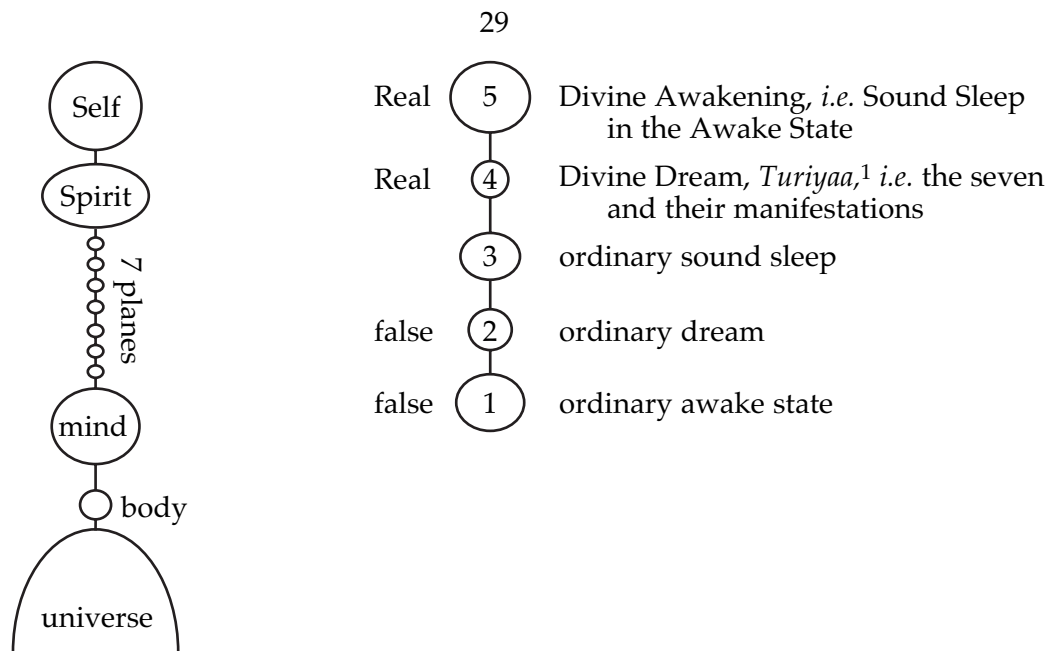 29
Self
Spirit
7 planes
mind
body
universe
Real 5 Divine Awakening, i.e. Sound Sleep
in the Awake State
Real 4 Divine Dream, Turiyaa,¹ i.e. the seven
and their manifestations
3 ordinary sound sleep
false 2 ordinary dream
false 1 ordinary awake state